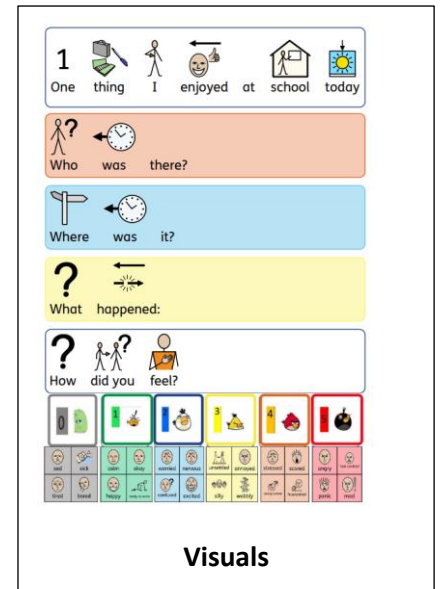 1
One thing I enjoyed at school today
?
Who was there?
Where was it?
?
What happened:
? ?
How did you feel?
0 1 2 3 4 5
sad sick calm okay worried nervous unsettled annoyed stressed scared angry
tired bored happy confused excited silly wobbly panic mad
Visuals